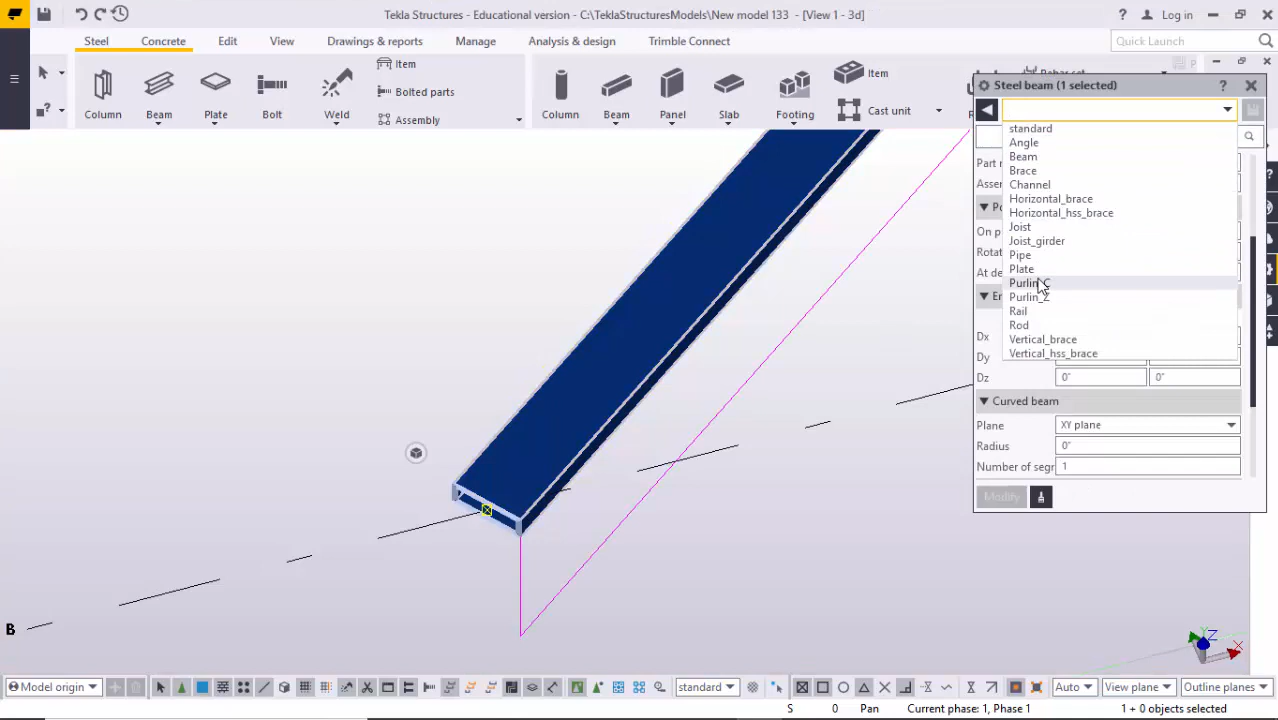 Tekla Structures - Educational version - C:\TeklaStructuresModels\New model 133 - [View 1 - 3d]
? Log in
Steel Concrete Edit View Drawings & reports Manage Analysis & design Trimble Connect
Quick Launch
Column Beam Plate Bolt Weld
Item
Bolted parts
Assembly
Column Beam Panel Slab Footing
Item
Cast unit
Rebar set
Steel beam (1 selected) ?
standard
Angle
Beam
Brace
Channel
Horizontal_brace
Horizontal_hss_brace
Joist
Joist_girder
Pipe
Plate
Purlin_C
Purlin_Z
Rail
Rod
Vertical_brace
Vertical_hss_brace
Part
Asser
Po
On p
Rotat
At de
En
Dx
Dy
Dz 0" 0"
Curved beam
Plane XY plane
Radius 0"
Number of segr 1
Modify
B
Z
X
Model origin
standard
Auto View plane Outline planes
S 0 Pan Current phase: 1, Phase 1 1 + 0 objects selected